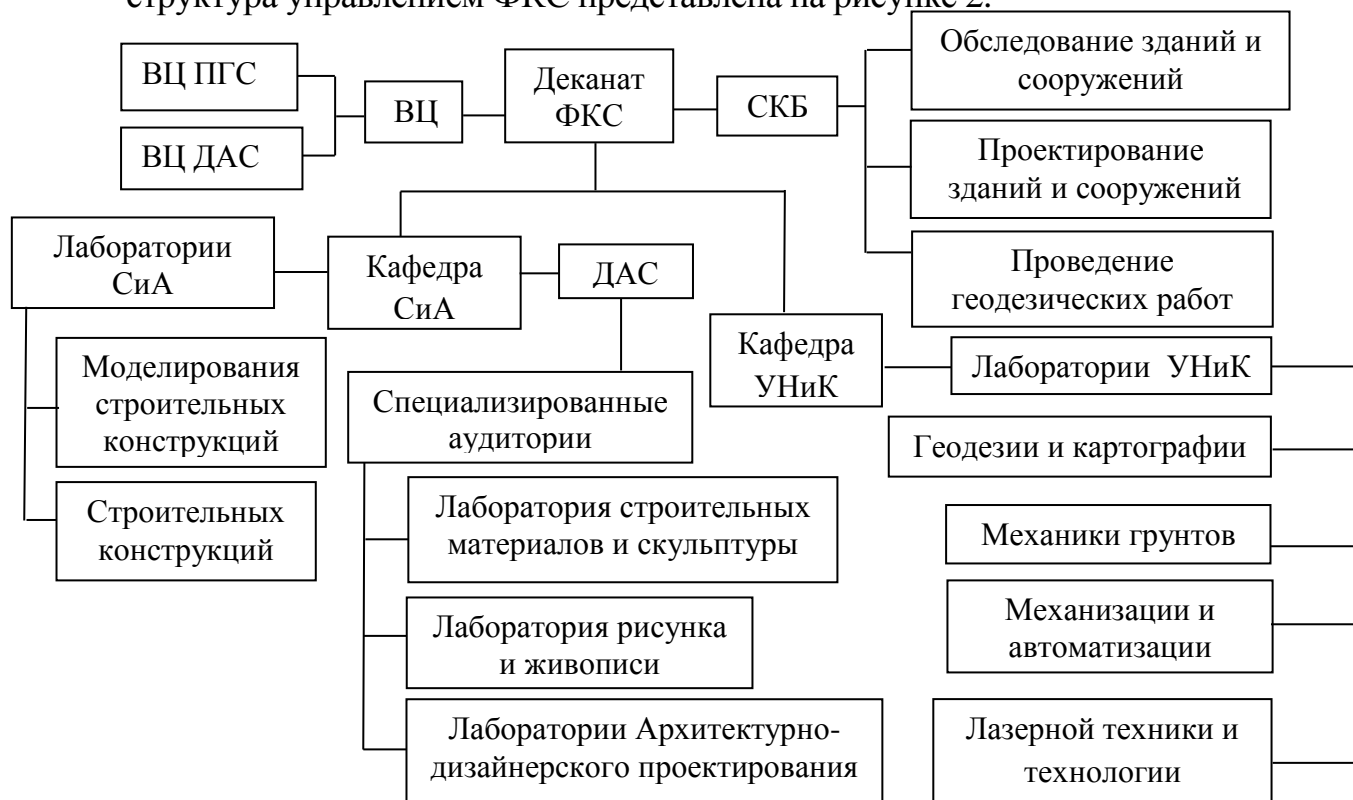 структура управлением ФКС представлена на рисунке 2.
ВЦ ПГС
ВЦ ДАС
ВЦ
Деканат
ФКС
СКБ
Обследование зданий и
сооружений
Проектирование
зданий и сооружений
Проведение
геодезических работ
Лаборатории
СиА
Кафедра
СиА
ДАС
Кафедра
УНиК
Лаборатории УНиК
Моделирования
строительных
конструкций
Строительных
конструкций
Специализированные
аудитории
Лаборатория строительных
материалов и скульптуры
Лаборатория рисунка
и живописи
Лаборатории Архитектурно-
дизайнерского проектирования
Геодезии и картографии
Механики грунтов
Механизации и
автоматизации
Лазерной техники и
технологии